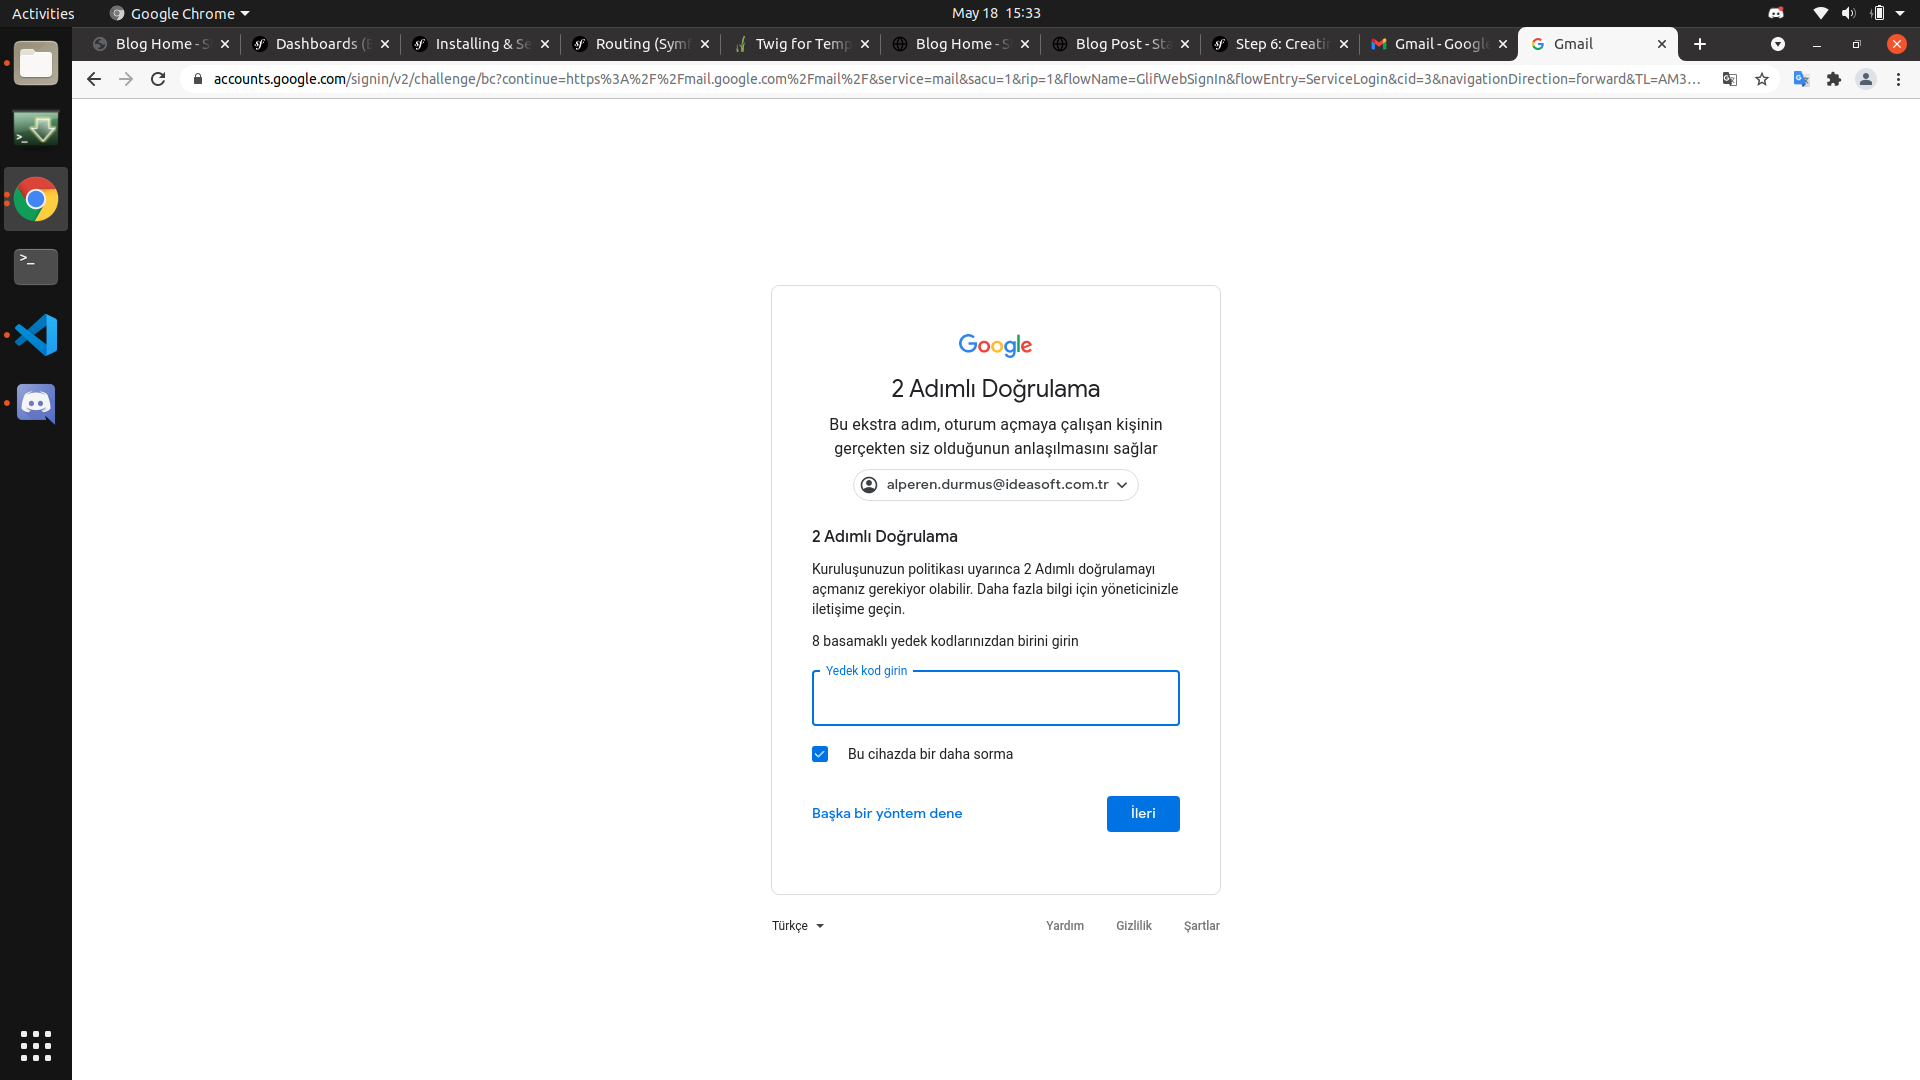 Activities
Google Chrome
May 18 15:33
Blog Home - S
Dashboards (E
Installing & Se
Routing (Symf
Twig for Temp
Blog Home - S
Blog Post - Sta
Step 6: Creatin
Gmail - Google
Gmail
accounts.google.com/signin/v2/challenge/bc?continue=https%3A%2F%2Fmail.google.com%2Fmail%2F&service=mail&sacu=1&rip=1&flowName=GlifWebSignIn&flowEntry=ServiceLogin&cid=3&navigationDirection=forward&TL=AM3...
Google
2 Adımlı Doğrulama
Bu ekstra adım, oturum açmaya çalışan kişinin
gerçekten siz olduğunun anlaşılmasını sağlar
alperen.durmus@ideasoft.com.tr
2 Adımlı Doğrulama
Kuruluşunuzun politikası uyarınca 2 Adımlı doğrulamayı
açmanız gerekiyor olabilir. Daha fazla bilgi için yöneticinizle
iletişime geçin.
8 basamaklı yedek kodlarınızdan birini girin
Yedek kod girin
Bu cihazda bir daha sorma
Başka bir yöntem dene
İleri
Türkçe
Yardım
Gizlilik
Şartlar